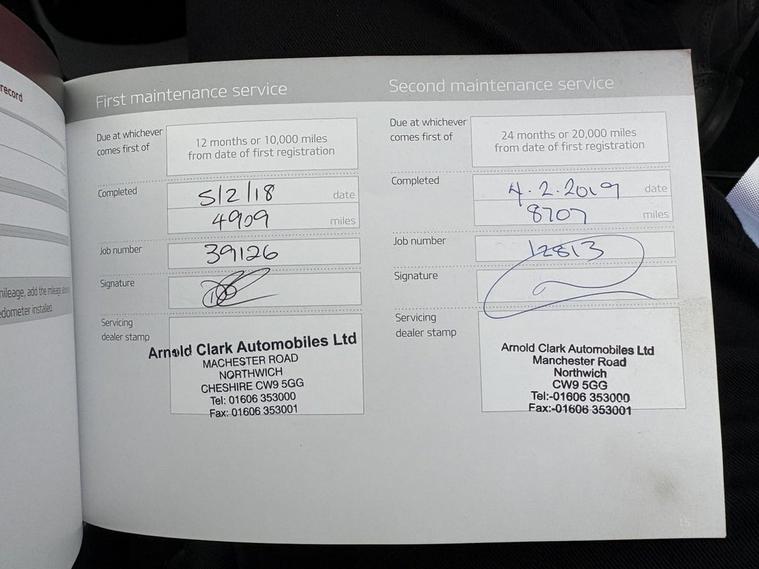 record
mileage, add the mileage
odometer installed.
First maintenance service
Due at whichever
comes first of
12 months or 10,000 miles
from date of first registration
Completed
5/2/18 date
4909 miles
Job number
39126
Signature
Servicing
dealer stamp
Arnold Clark Automobiles Ltd
MACHESTER ROAD
NORTHWICH
CHESHIRE CW9 5GG
Tel: 01606 353000
Fax: 01606 353001
Second maintenance service
Due at whichever
comes first of
24 months or 20,000 miles
from date of first registration
Completed
4.2.2019 date
8707 miles
Job number
12813
Signature
Servicing
dealer stamp
Arnold Clark Automobiles Ltd
Manchester Road
Northwich
CW9 5GG
Tel:-01606 353000
Fax:-01606 353001
15